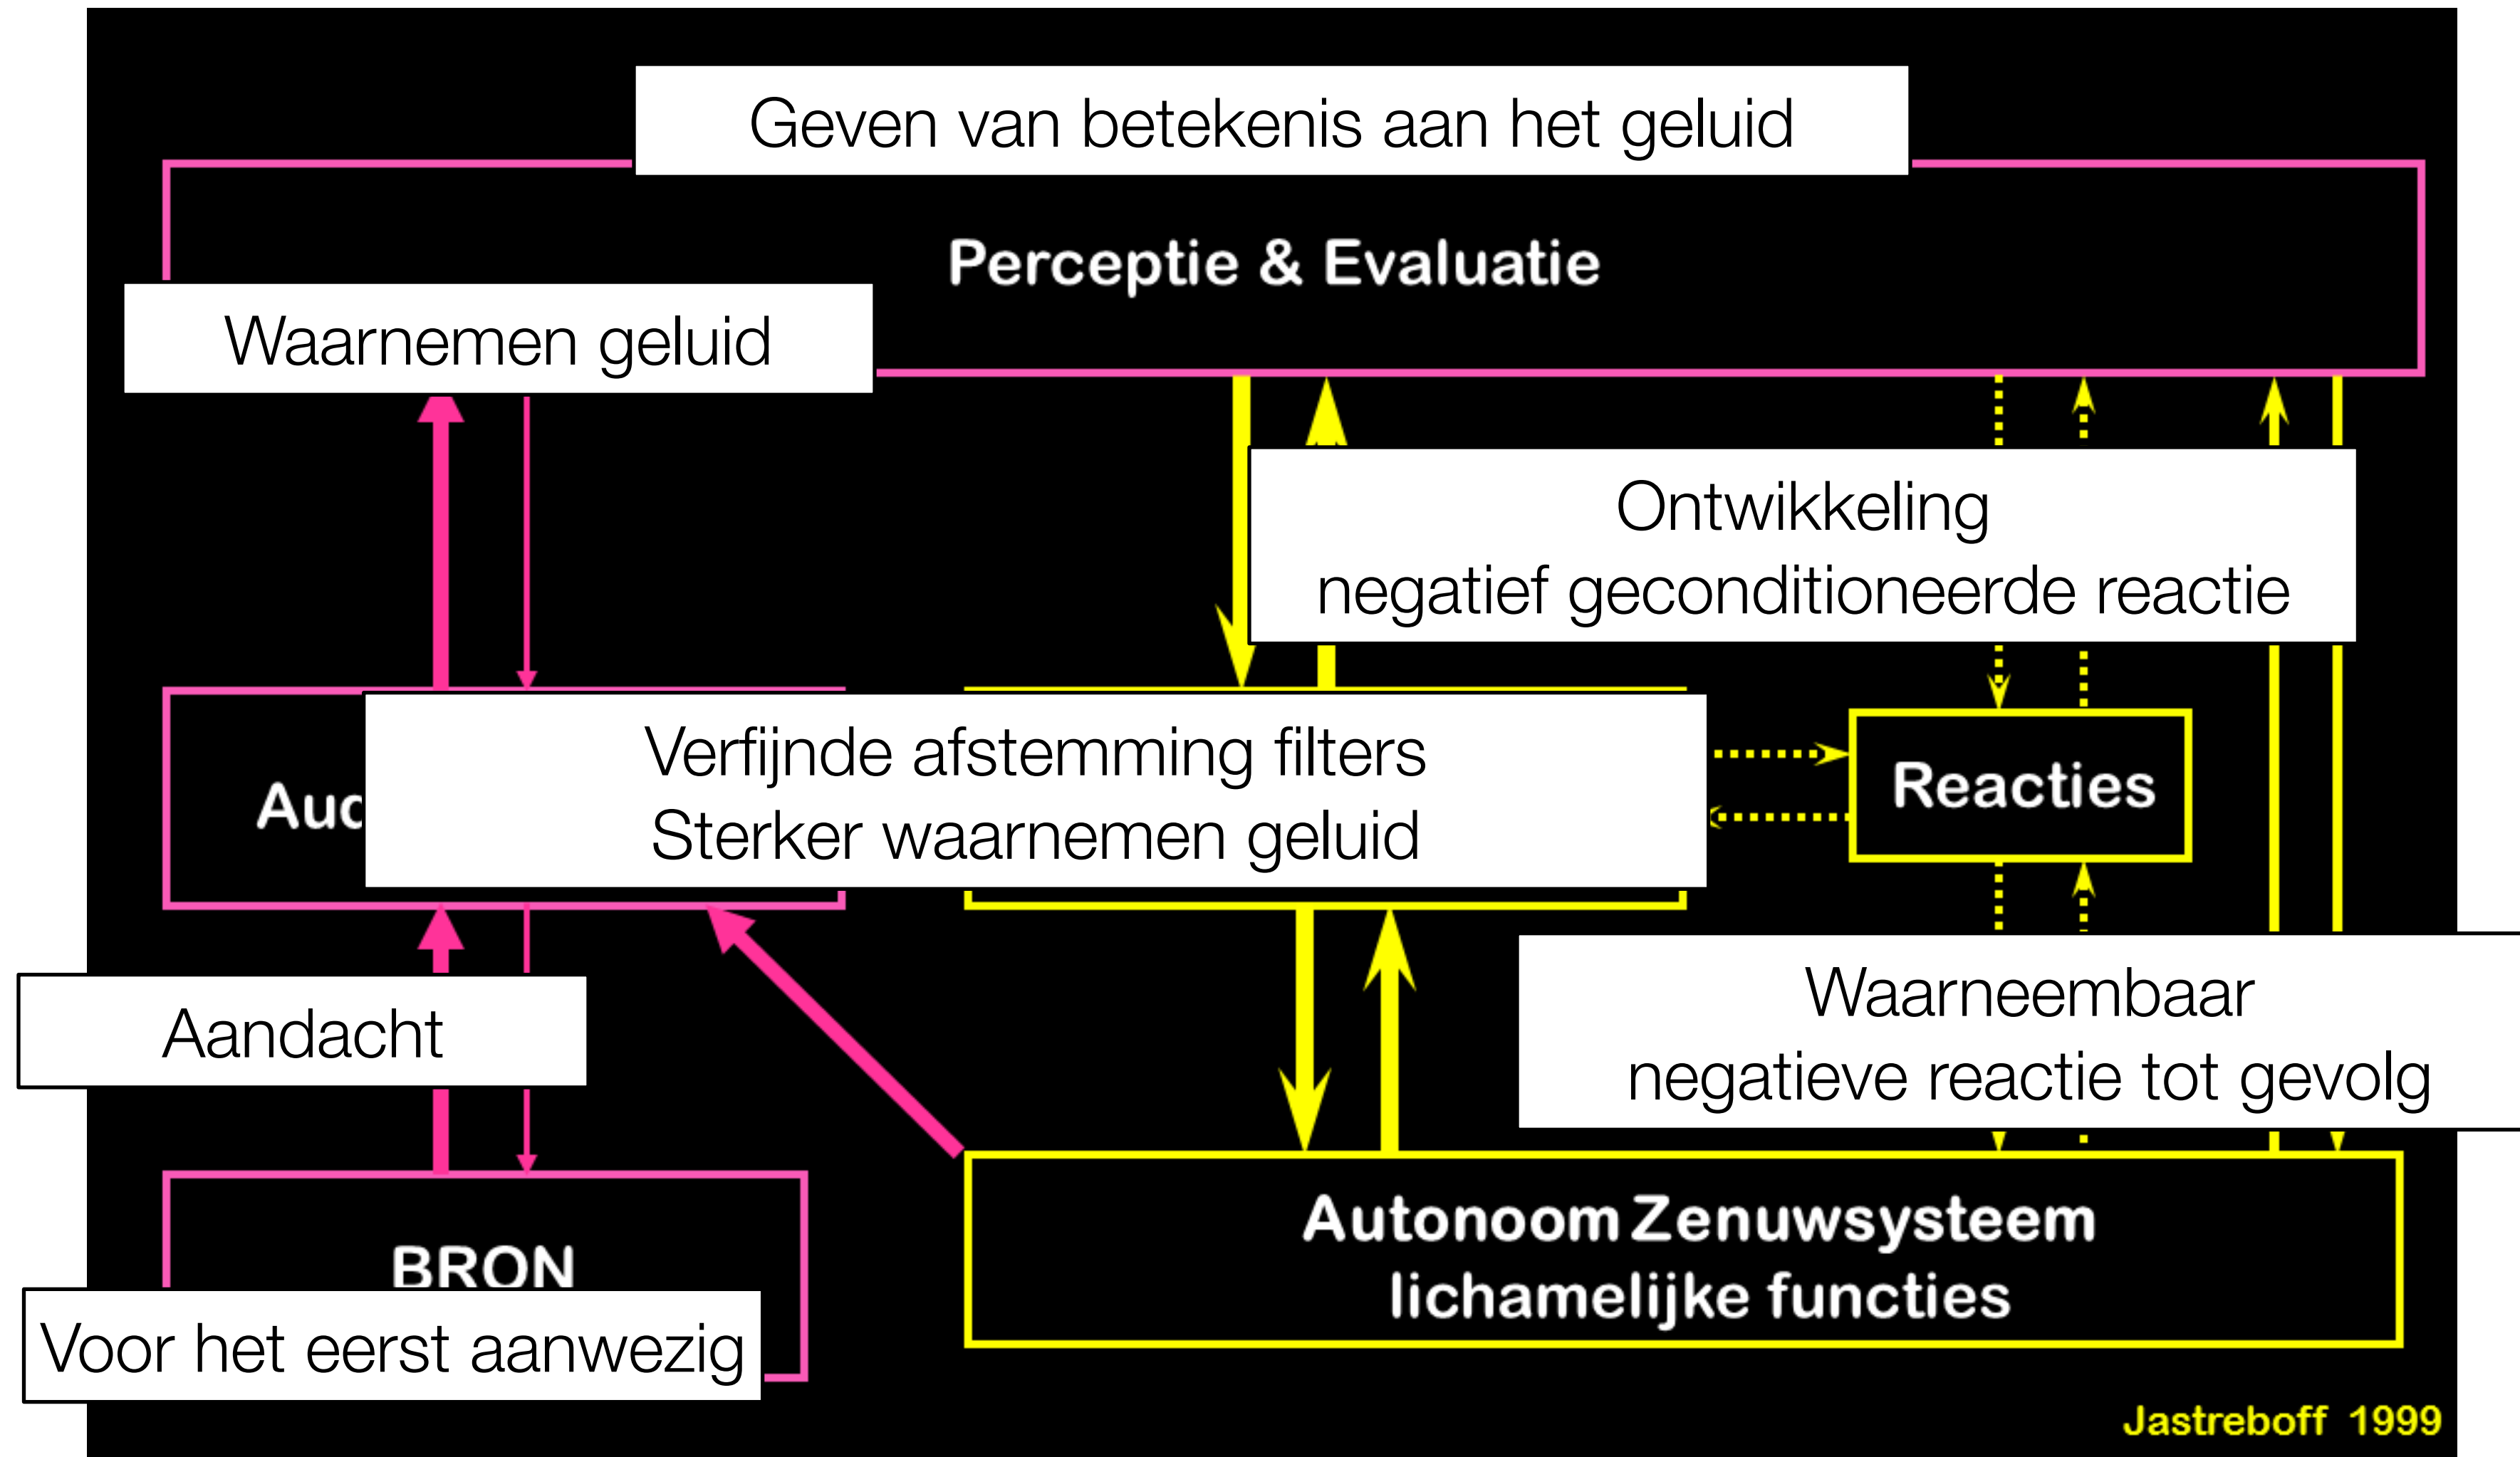 Geven van betekenis aan het geluid
Perceptie & Evaluatie
Waarnemen geluid
Ontwikkeling
negatief geconditioneerde reactie
Verfijnde afstemming filters
Sterker waarnemen geluid
Reacties
Aandacht
Waarneembaar
negatieve reactie tot gevolg
BRON
Voor het eerst aanwezig
Autonoom Zenuwsysteem
lichamelijke functies
Jastreboff 1999